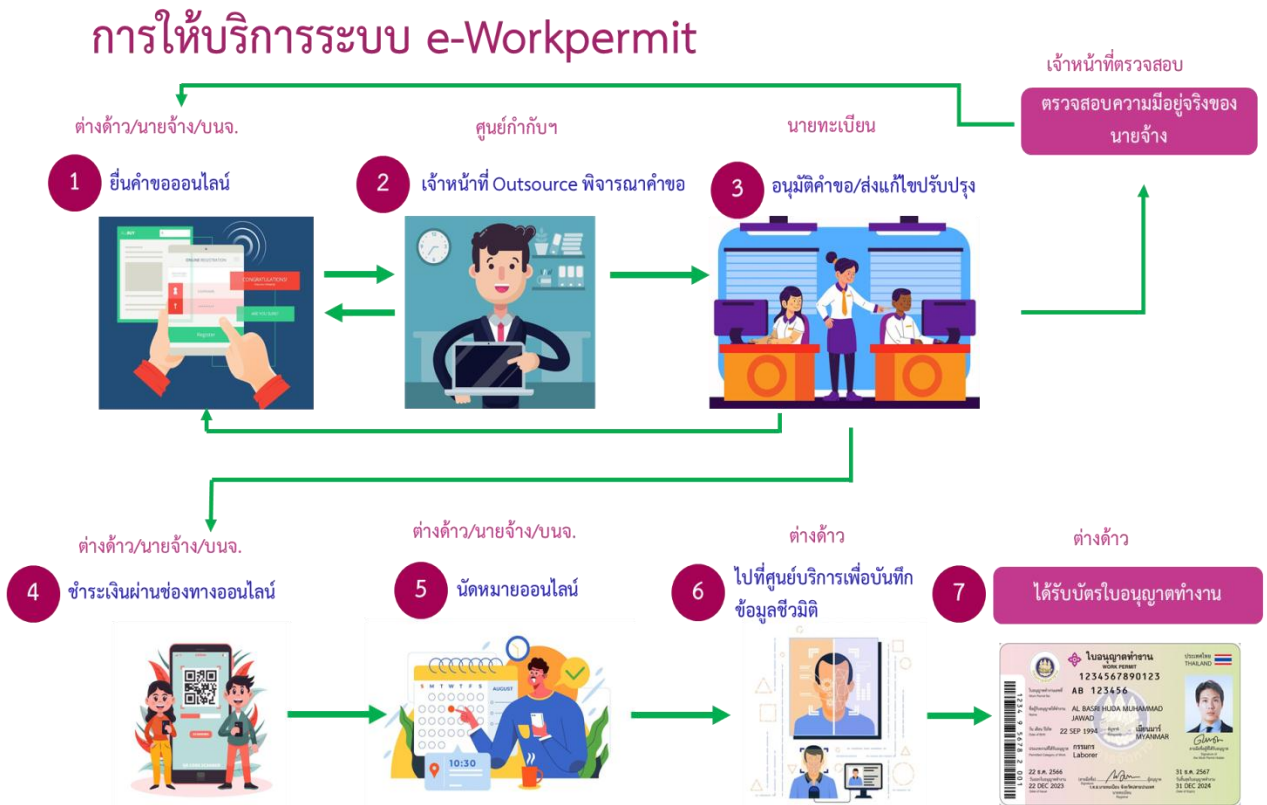 การให้บริการระบบ e-Workpermit
เจ้าหน้าที่ตรวจสอบ
ตรวจสอบความมีอยู่จริงของ
นายจ้าง
ต่างด้าว/นายจ้าง/บนจ.
ศูนย์กำกับฯ
นายทะเบียน
1 ยื่นคำขอออนไลน์
2 เจ้าหน้าที่ Outsource พิจารณาคำขอ
3 อนุมัติคำขอ/ส่งแก้ไขปรับปรุง
ONLINE REGISTRATION
CONGRATULATIONS!
Register
ต่างด้าว/นายจ้าง/บนจ.
ต่างด้าว/นายจ้าง/บนจ.
ต่างด้าว
ต่างด้าว
4 ชำระเงินผ่านช่องทางออนไลน์
5 นัดหมายออนไลน์
6 ไปที่ศูนย์บริการเพื่อบันทึก
ข้อมูลชีวมิติ
7 ได้รับบัตรใบอนุญาตทำงาน
S M T W T F S
AUGUST
10:30
ใบอนุญาตทำงาน
WORK PERMIT
ประเทศไทย
THAILAND
1234567890123
AB 123456
AL BASRI HUDA MUHAMMAD
JAWAD
22 SEP 1994
เมียนมาร์
MYANMAR
กรรมกร
Laborer
22 ธ.ค. 2566
22 DEC 2023
31 ธ.ค. 2567
31 DEC 2024
1234 9 5678 2 001